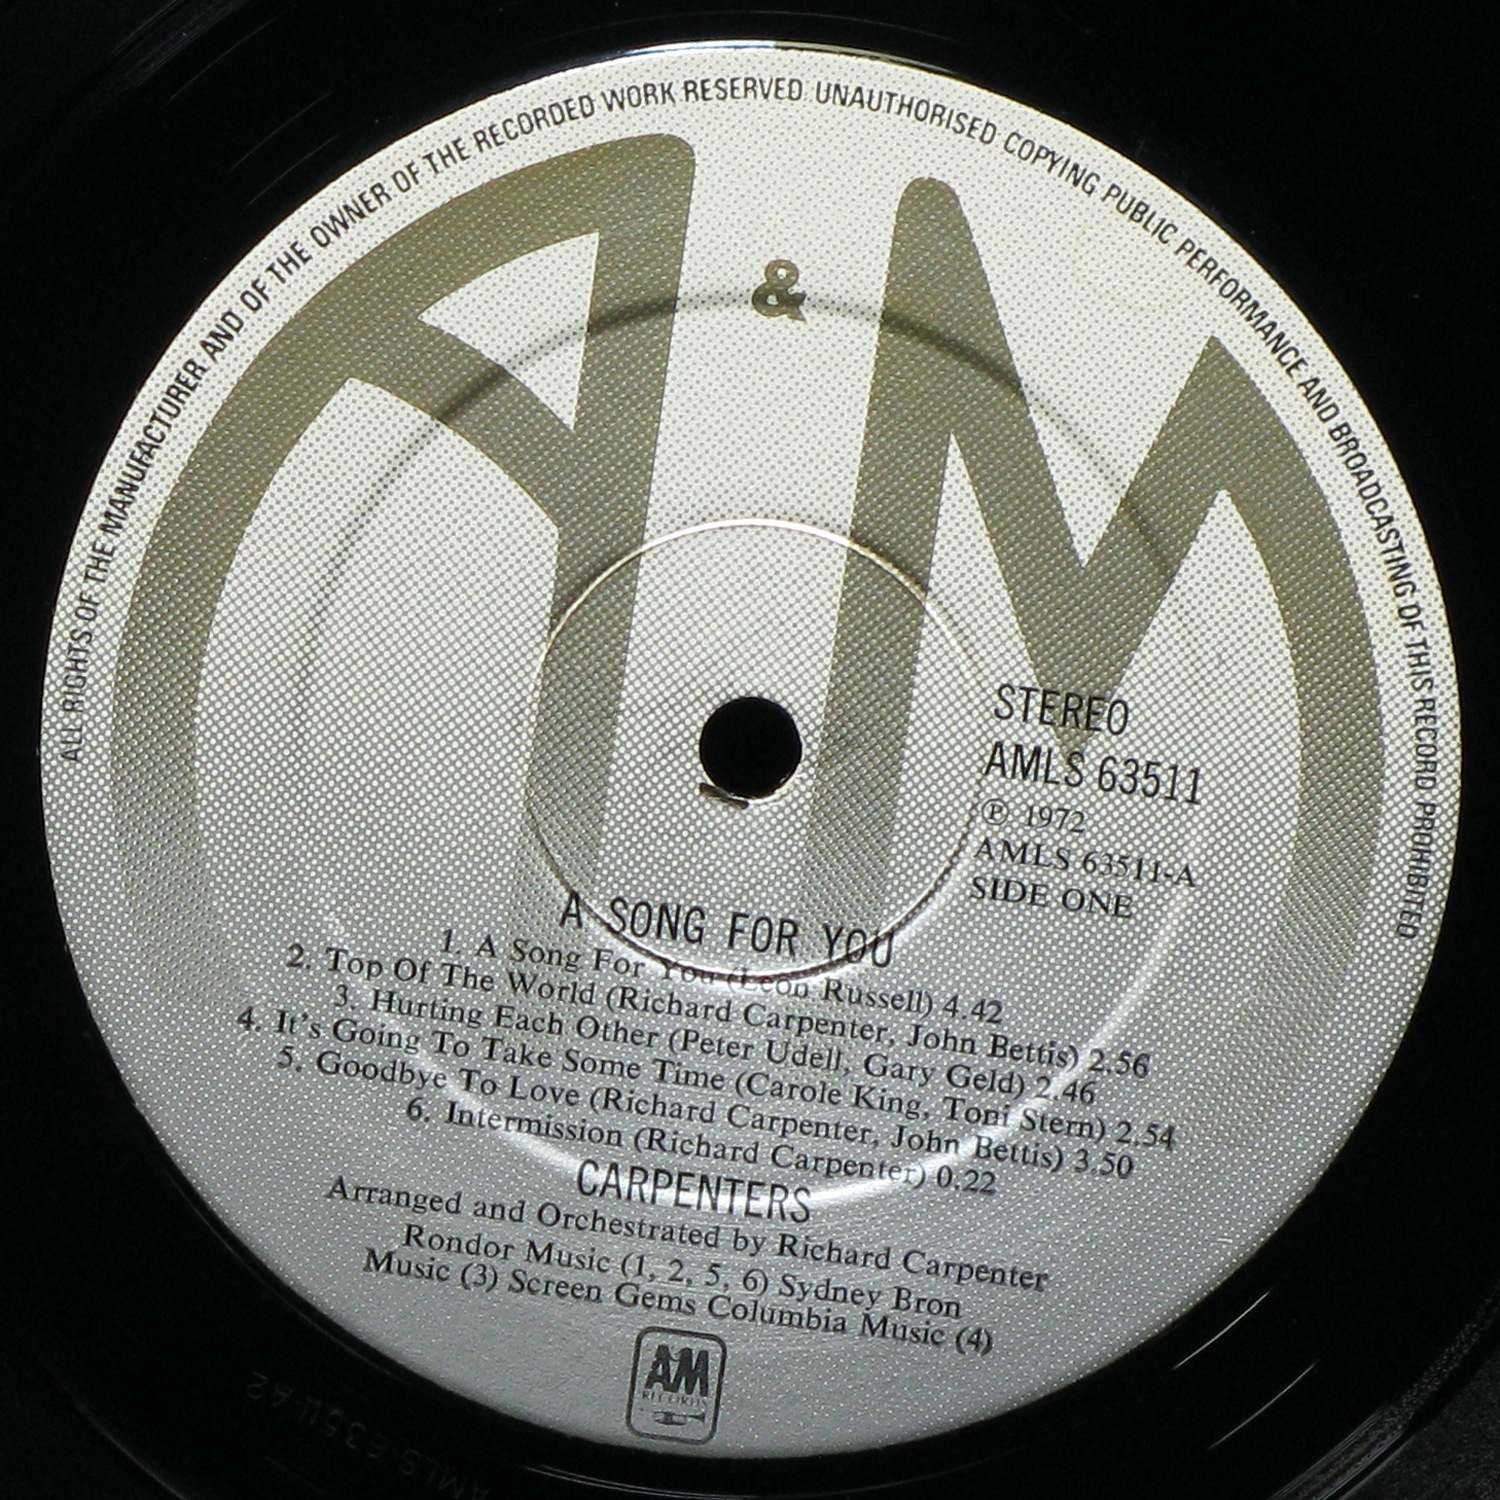 ALL RIGHTS OF THE MANUFACTURER AND OF THE OWNER OF THE RECORDED WORK RESERVED UNAUTHORISED COPYING PUBLIC PERFORMANCE AND BROADCASTING OF THIS RECORD PROHIBITED
A & M
STEREO
AMLS 63511
℗ 1972
AMLS 63511-A
SIDE ONE
A SONG FOR YOU
1. A Song For You (Leon Russell) 4.42
2. Top Of The World (Richard Carpenter, John Bettis) 2.56
3. Hurting Each Other (Peter Udell, Gary Geld) 2.46
4. It's Going To Take Some Time (Carole King, Toni Stern) 2.54
5. Goodbye To Love (Richard Carpenter, John Bettis) 3.50
6. Intermission (Richard Carpenter) 0.22
CARPENTERS
Arranged and Orchestrated by Richard Carpenter
Rondor Music (1, 2, 5, 6) Sydney Bron
Music (3) Screen Gems Columbia Music (4)
AM
RECORDS
AMLS·63511 A2